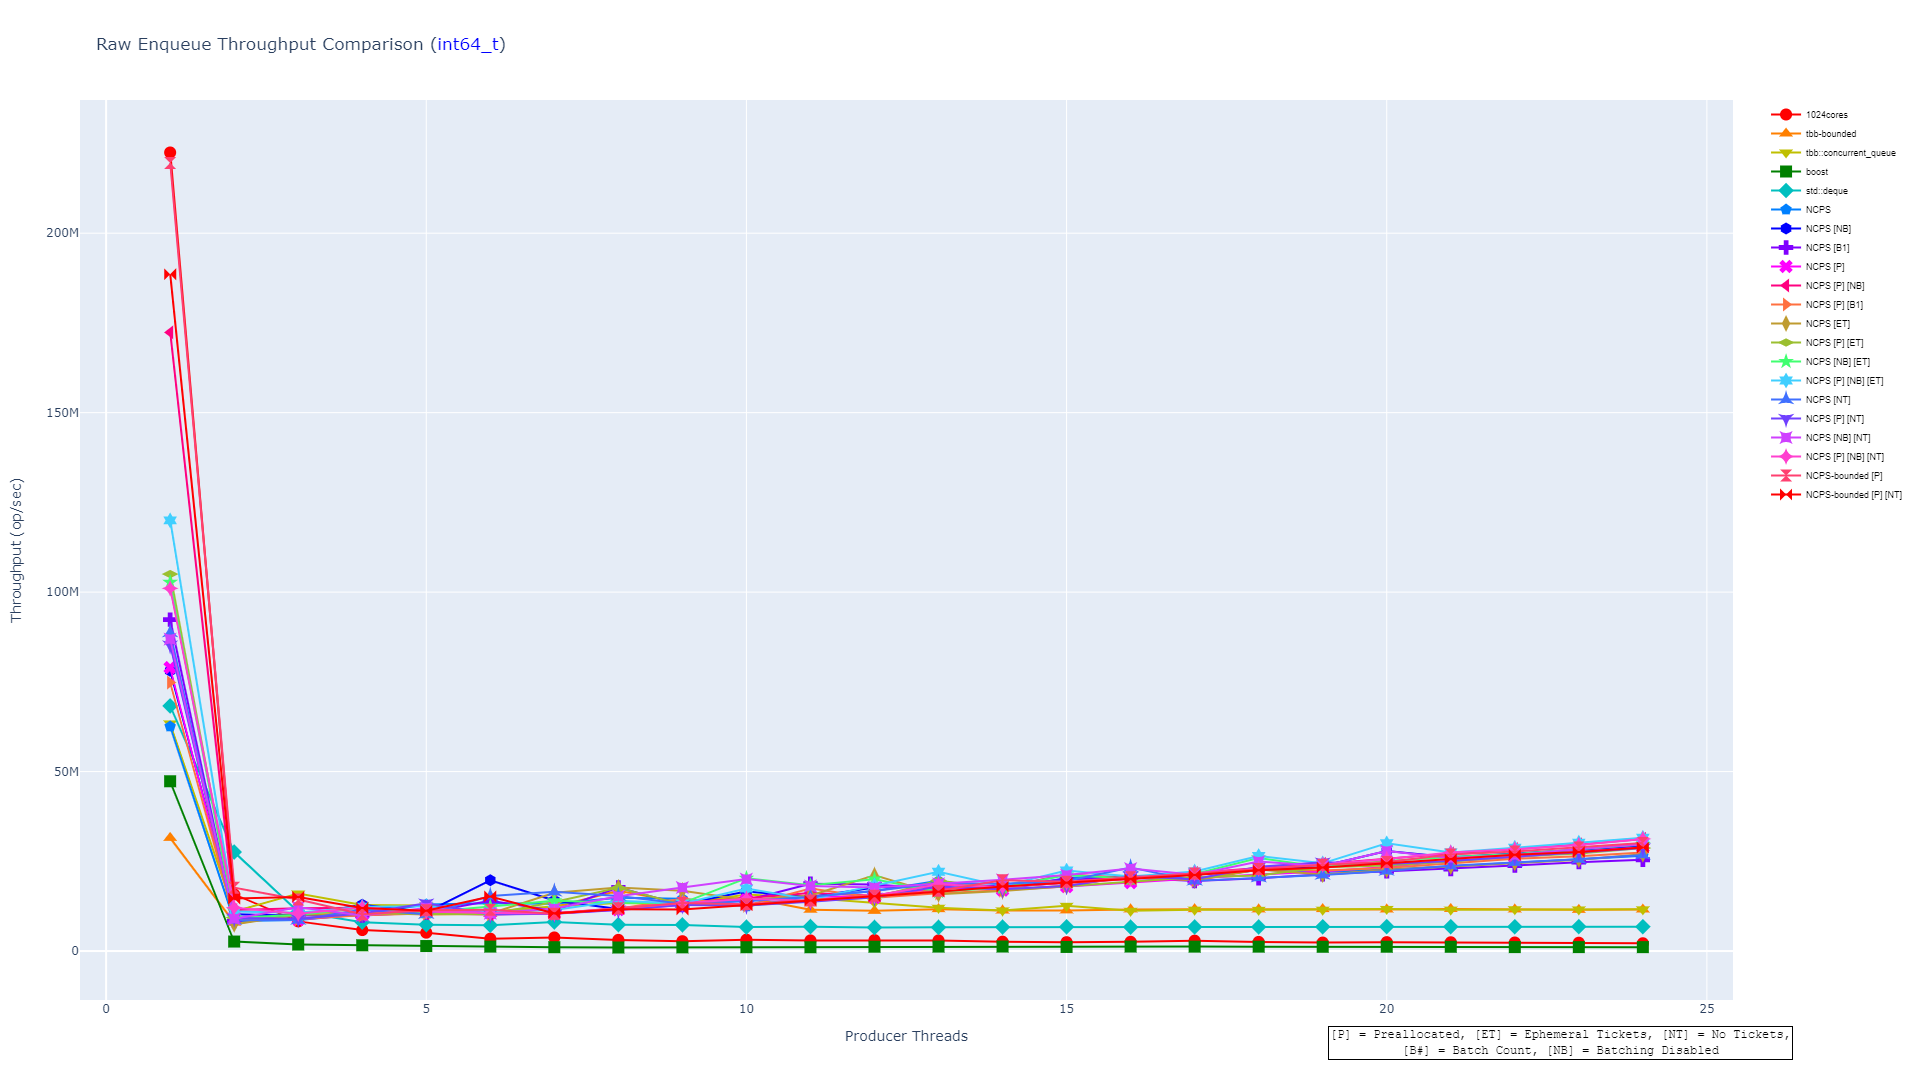 Raw Enqueue Throughput Comparison (int64_t)
Throughput (op/sec)
200M
150M
100M
50M
0
0
5
10
15
20
25
Producer Threads
1024cores
tbb-bounded
tbb::concurrent_queue
boost
std::deque
NCPS
NCPS [NB]
NCPS [B1]
NCPS [P]
NCPS [P] [NB]
NCPS [P] [B1]
NCPS [ET]
NCPS [P] [ET]
NCPS [NB] [ET]
NCPS [P] [NB] [ET]
NCPS [NT]
NCPS [P] [NT]
NCPS [NB] [NT]
NCPS [P] [NB] [NT]
NCPS-bounded [P]
NCPS-bounded [P] [NT]
[P] = Preallocated, [ET] = Ephemeral Tickets, [NT] = No Tickets,
[B#] = Batch Count, [NB] = Batching Disabled